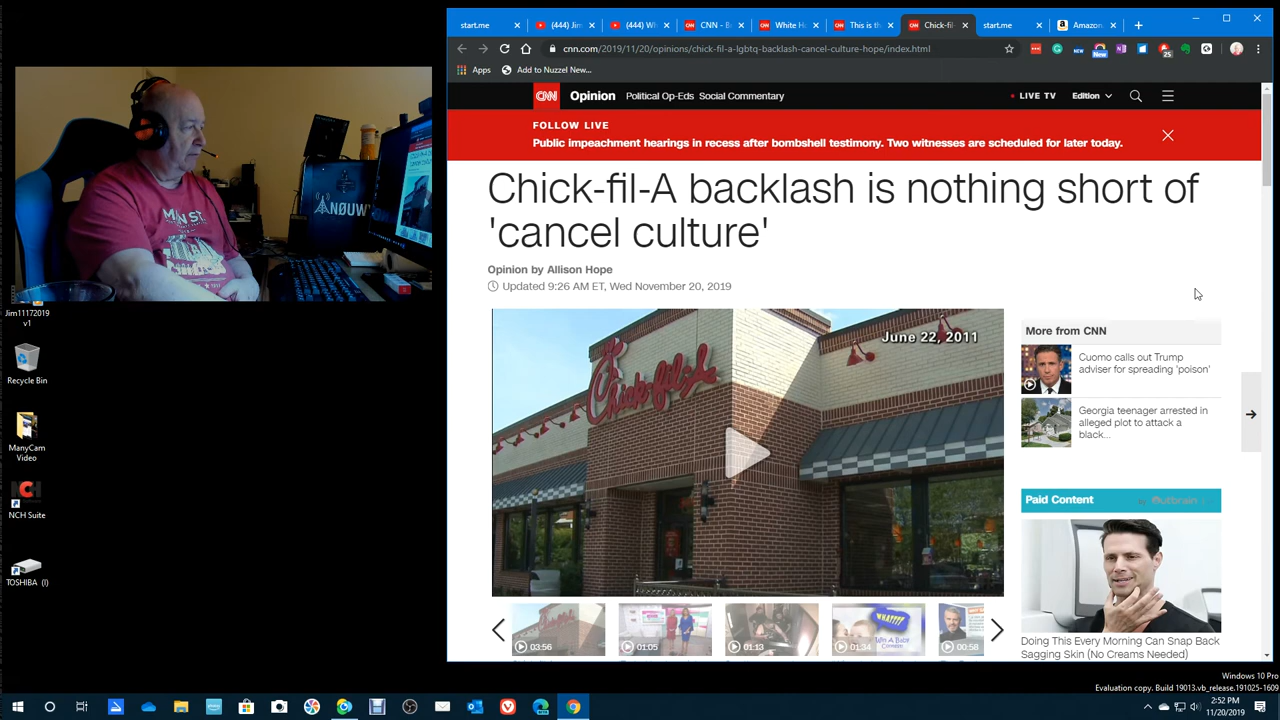 start.me
(444) Jim
(444) Wh
CNN - B
White H
This is th
Chick-fil
start.me
Amazon.
cnn.com/2019/11/20/opinions/chick-fil-a-lgbtq-backlash-cancel-culture-hope/index.html
NEW
New
25
Apps
Add to Nuzzel New...
CNN
Opinion
Political Op-Eds
Social Commentary
LIVE TV
Edition
FOLLOW LIVE
Public impeachment hearings in recess after bombshell testimony. Two witnesses are scheduled for later today.
Chick-fil-A backlash is nothing short of
'cancel culture'
Opinion by Allison Hope
Updated 9:26 AM ET, Wed November 20, 2019
June 22, 2011
Chick-fil-A
More from CNN
Cuomo calls out Trump
adviser for spreading 'poison'
Georgia teenager arrested in
alleged plot to attack a
black...
Paid Content
by Outbrain
Doing This Every Morning Can Snap Back
Sagging Skin (No Creams Needed)
03:56
01:05
01:13
WHAT!!!!
01:34
00:58
MAIN ST.
Jim11172019
v1
Recycle Bin
ManyCam
Video
NCH Suite
TOSHIBA (I)
Windows 10 Pro
Evaluation copy. Build 19013.vb_release.191025-1609
2:52 PM
11/20/2019